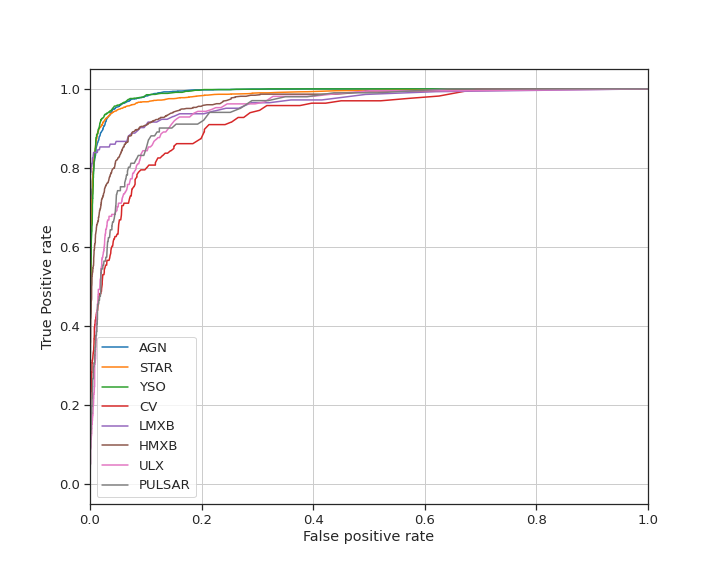 1.0
0.8
0.6
0.4
0.2
0.0
True Positive rate
AGN
STAR
YSO
CV
LMXB
HMXB
ULX
PULSAR
0.0 0.2 0.4 0.6 0.8 1.0
False positive rate